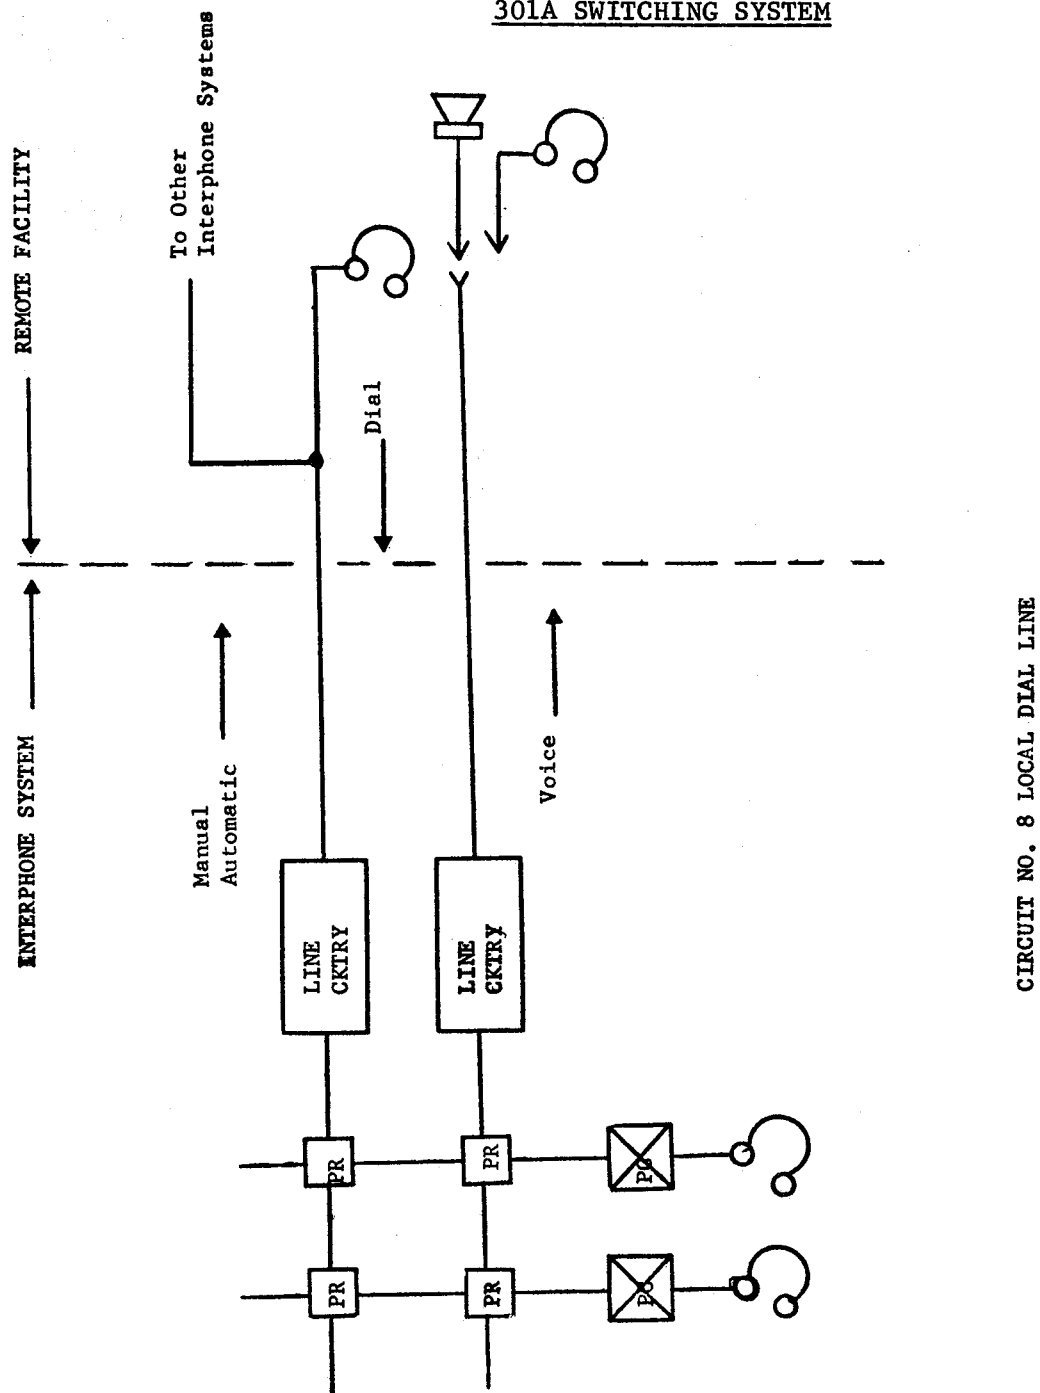 301A SWITCHING SYSTEM
INTERPHONE SYSTEM
REMOTE FACILITY
To Other
Interphone Systems
Manual
Automatic
Dial
Voice
LINE
CKTRY
LINE
CKTRY
PR
PR
PR
PR
PC
CIRCUIT NO. 8 LOCAL DIAL LINE